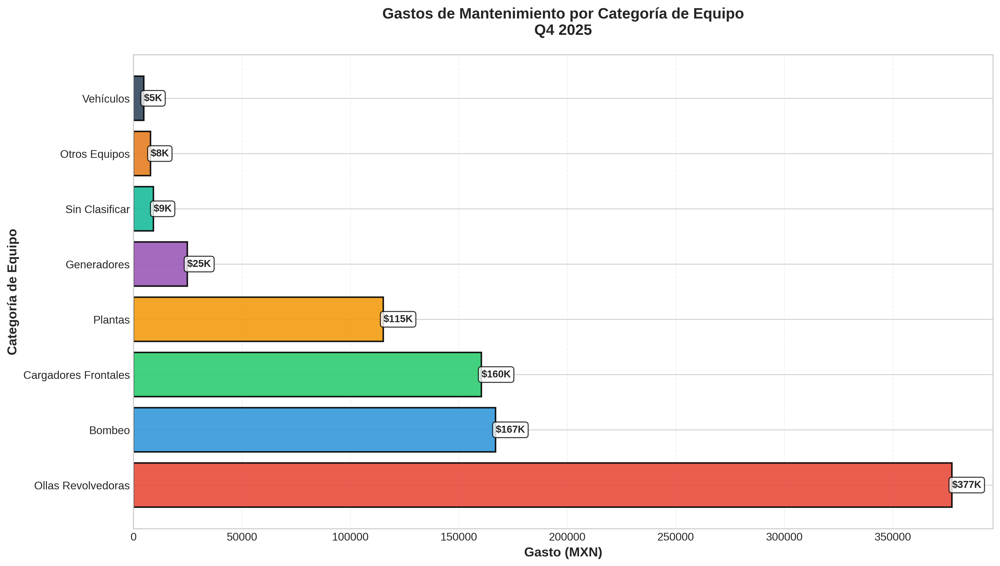 Gastos de Mantenimiento por Categoría de Equipo
Q4 2025
Categoría de Equipo
Vehículos
$5K
Otros Equipos
$8K
Sin Clasificar
$9K
Generadores
$25K
Plantas
$115K
Cargadores Frontales
$160K
Bombeo
$167K
Ollas Revolvedoras
$377K
0 50000 100000 150000 200000 250000 300000 350000
Gasto (MXN)